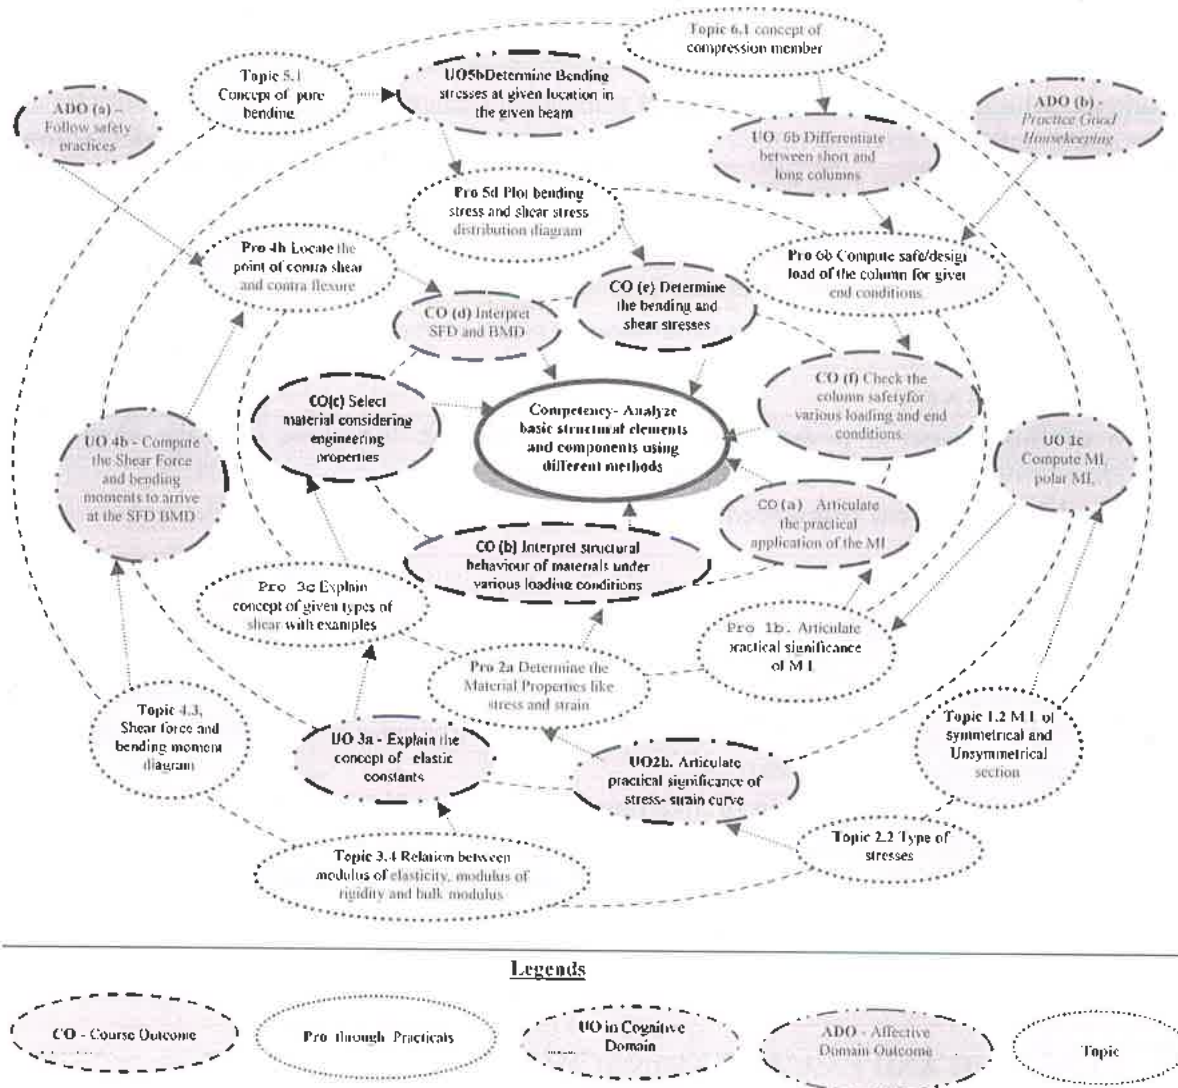 Topic 6.1 concept of
compression member
Topic 5.1
Concept of pure
bending
UO5bDetermine Bending
stresses at given location in
the given beam
ADO (a) -
Follow safety
practices
ADO (b) -
Practice Good
Housekeeping
UO. 6b Differentiate
between short and
long columns
Pro 5d Plot bending
stress and shear stress
distribution diagram
Pro 4h Locate the
point of contra shear
and contra flexure
Pro 6b Compute safe/design
load of the column for given
end conditions.
CO (e) Determine
the bending and
shear stresses
CO (d) Interpret
SFD and BMD
CO(c) Select
material considering
engineering
properties
Competency- Analyze
basic structural elements
and components using
different methods
CO (f) Check the
column safetyfor
various loading and end
conditions.
UO 4b - Compute
the Shear Force
and bending
moments to arrive
at the SFD BMD
UO 1c
Compute MI,
polar MI,
CO (a) Articulate
the practical
application of the MI
CO (b) Interpret structural
behaviour of materials under
various loading conditions
Pro 3c Explain
concept of given types of
shear with examples
Pro 1b. Articulate
practical significance
of M I
Pro 2a Determine the
Material Properties like
stress and strain
Topic 4.3,
Shear force and
bending moment
diagram
UO 3a - Explain the
concept of elastic
constants
UO2b. Articulate
practical significance of
stress- strain curve
Topic 1.2 M I of
symmetrical and
Unsymmetrical
section
Topic 2.2 Type of
stresses
Topic 3.4 Relation between
modulus of elasticity, modulus of
rigidity and bulk modulus
Legends
CO - Course Outcome
Pro through Practicals
UO in Cognitive
Domain
ADO - Affective
Domain Outcome
Topic